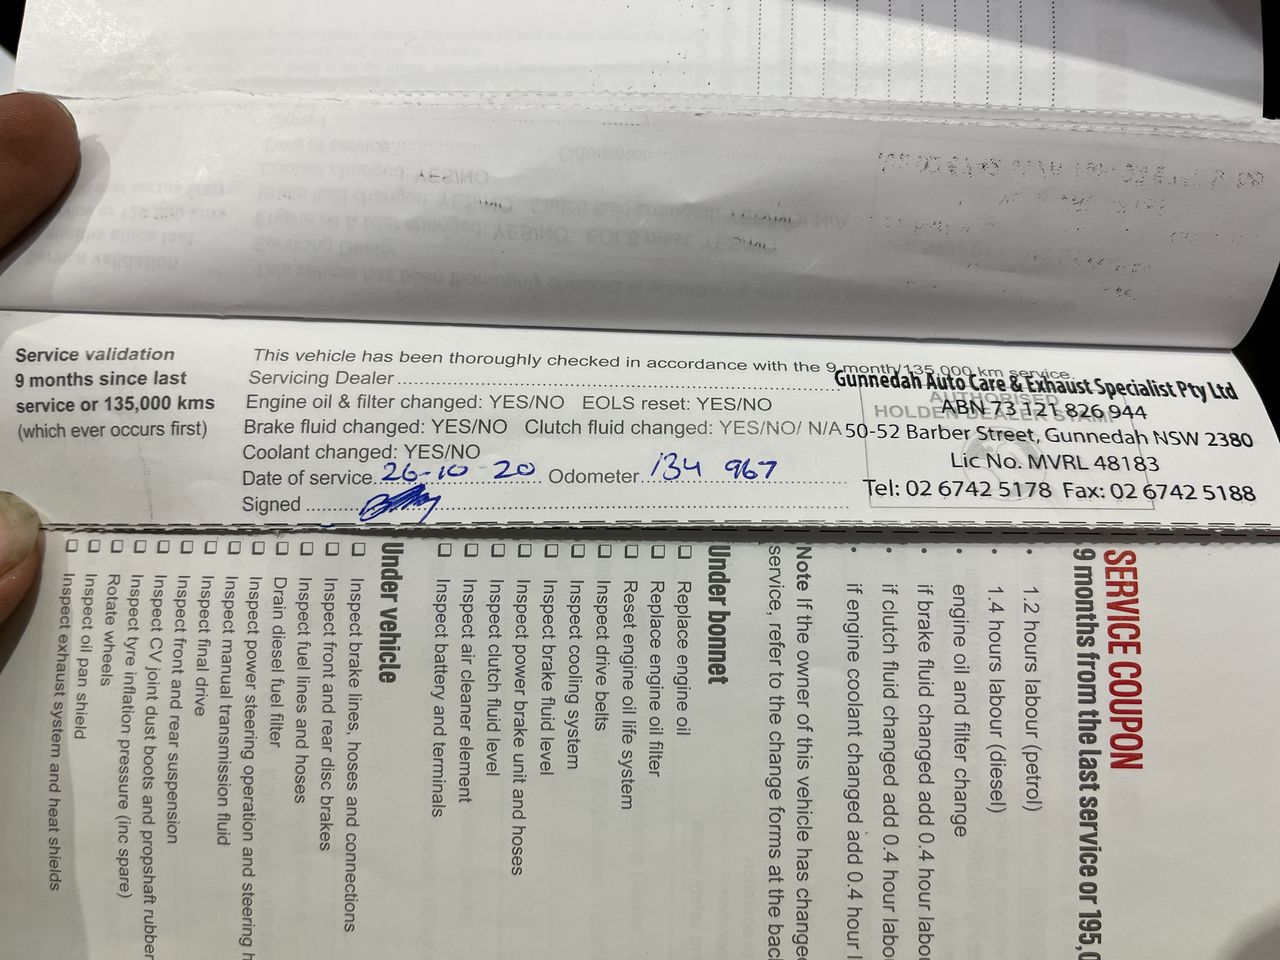 Service validation
9 months since last
service or 135,000 kms
(which ever occurs first)
This vehicle has been thoroughly checked in accordance with the 9 month/135,000 km service.
Servicing Dealer
Engine oil & filter changed: YES/NO EOLS reset: YES/NO
Brake fluid changed: YES/NO Clutch fluid changed: YES/NO/ N/A
Coolant changed: YES/NO
Date of service 26-10-20 Odometer 134 967
Signed
AUTHORISED
HOLDEN DEALER STAMP
Gunnedah Auto Care & Exhaust Specialist Pty Ltd
ABN 73 121 826 944
50-52 Barber Street, Gunnedah NSW 2380
Lic No. MVRL 48183
Tel: 02 6742 5178 Fax: 02 6742 5188
SERVICE COUPON
9 months from the last service or 195,0
• 1.2 hours labour (petrol)
• 1.4 hours labour (diesel)
• engine oil and filter change
• if brake fluid changed add 0.4 hour labou
• if clutch fluid changed add 0.4 hour labo
• if engine coolant changed add 0.4 hour l
Note If the owner of this vehicle has changed
service, refer to the change forms at the bac
Under bonnet
Replace engine oil
Replace engine oil filter
Reset engine oil life system
Inspect drive belts
Inspect cooling system
Inspect brake fluid level
Inspect power brake unit and hoses
Inspect clutch fluid level
Inspect air cleaner element
Inspect battery and terminals
Under vehicle
Inspect brake lines, hoses and connections
Inspect front and rear disc brakes
Inspect fuel lines and hoses
Drain diesel fuel filter
Inspect power steering operation and steering h
Inspect manual transmission fluid
Inspect final drive
Inspect front and rear suspension
Inspect CV joint dust boots and propshaft rubber
Inspect tyre inflation pressure (inc spare)
Rotate wheels
Inspect oil pan shield
Inspect exhaust system and heat shields